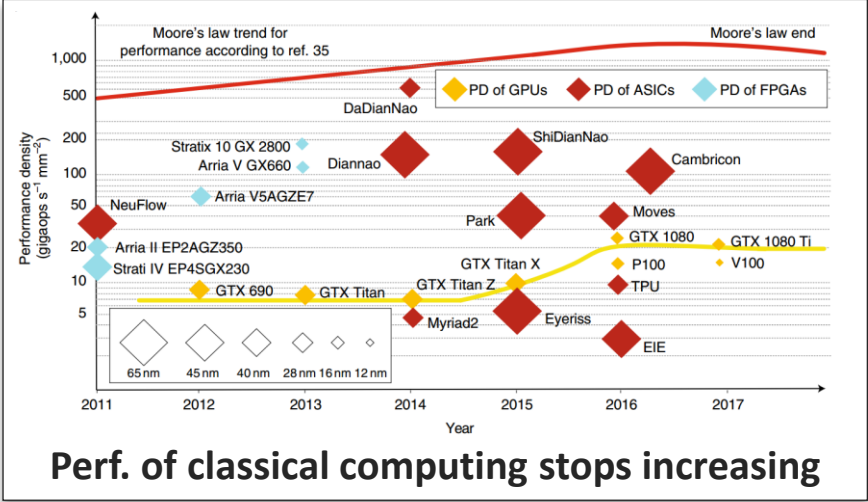 Moore's law trend for
performance according to ref. 35
Moore's law end
1,000
500
200
100
50
20
10
5
Performance density
(gigaops s⁻¹ mm⁻²)
PD of GPUs
PD of ASICs
PD of FPGAs
DaDianNao
Stratix 10 GX 2800
Arria V GX660
Diannao
ShiDianNao
Cambricon
Arria V5AGZE7
NeuFlow
Park
Moves
GTX 1080
GTX 1080 Ti
Arria II EP2AGZ350
Strati IV EP4SGX230
GTX Titan X
P100
V100
GTX 690
GTX Titan
GTX Titan Z
TPU
Myriad2
Eyeriss
EIE
65 nm
45 nm
40 nm
28 nm
16 nm
12 nm
2011
2012
2013
2014
2015
2016
2017
Year
Perf. of classical computing stops increasing